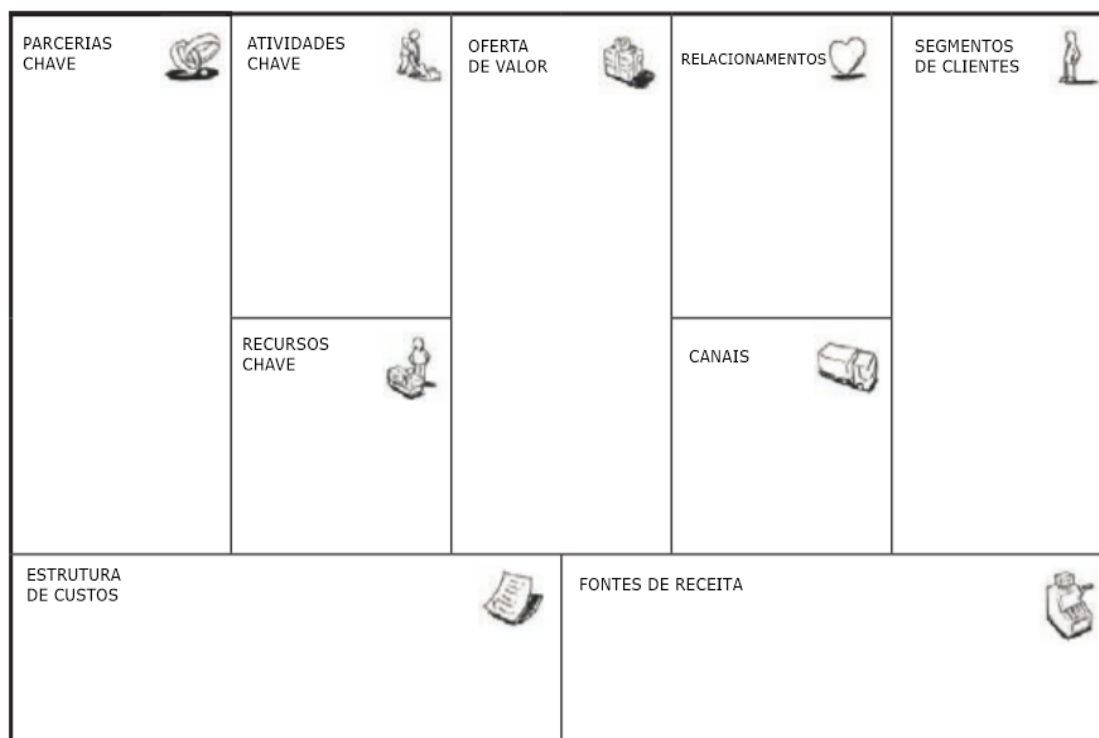 PARCERIAS
CHAVE
ATIVIDADES
CHAVE
OFERTA
DE VALOR
RELACIONAMENTOS
SEGMENTOS
DE CLIENTES
RECURSOS
CHAVE
CANAIS
ESTRUTURA
DE CUSTOS
FONTES DE RECEITA